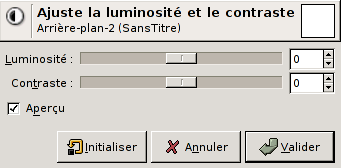 Ajuste la luminosité et le contraste
Arrière-plan-2 (SansTitre)
Luminosité : 0
Contraste : 0
Aperçu
Initialiser Annuler Valider